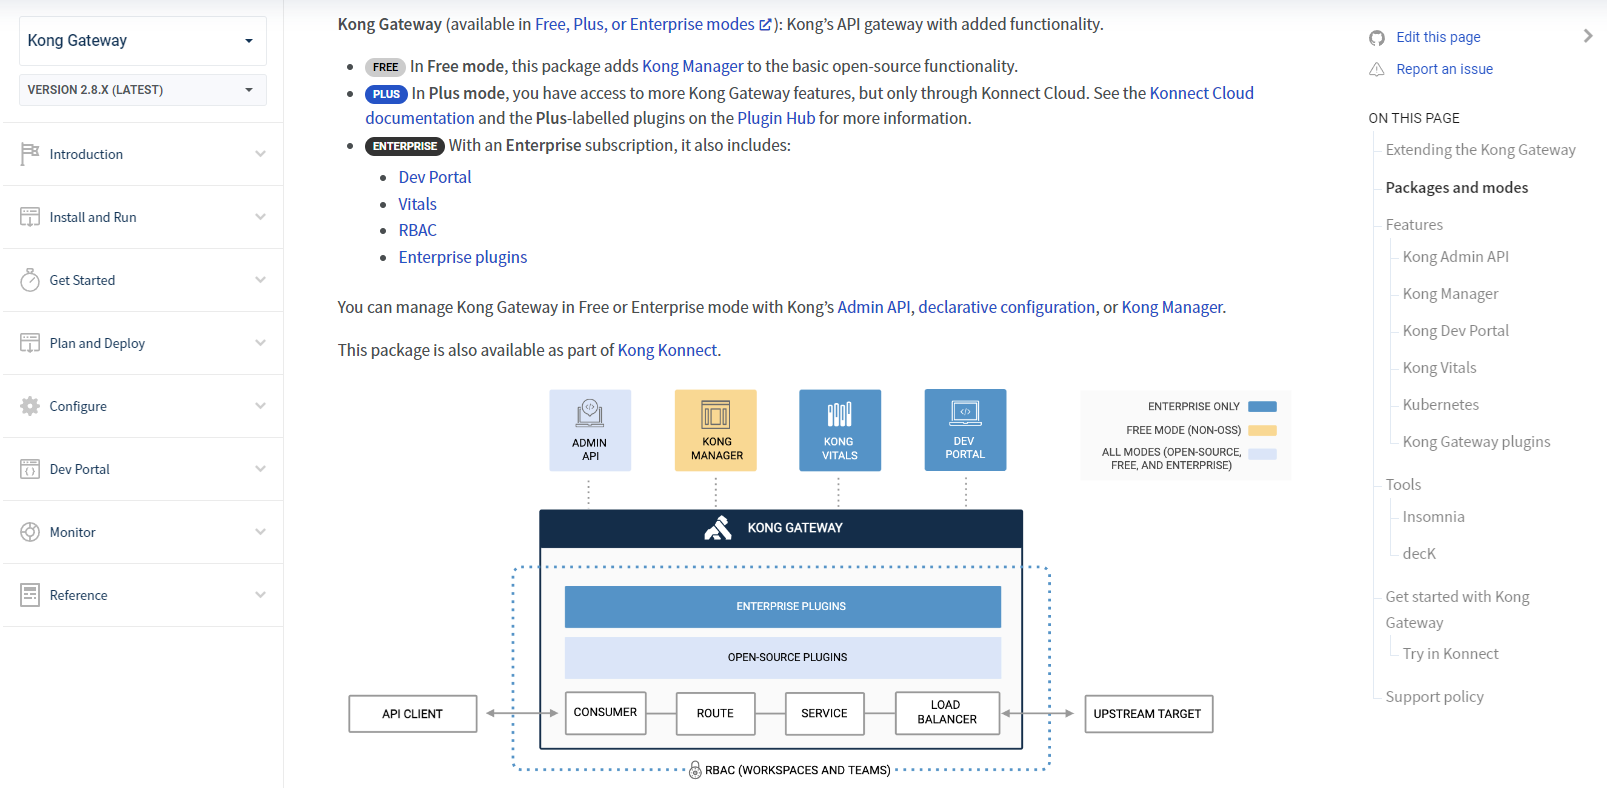 Kong Gateway
VERSION 2.8.X (LATEST)
Introduction
Install and Run
Get Started
Plan and Deploy
Configure
Dev Portal
Monitor
Reference
Kong Gateway (available in Free, Plus, or Enterprise modes): Kong’s API gateway with added functionality.
FREE In Free mode, this package adds Kong Manager to the basic open-source functionality.
PLUS In Plus mode, you have access to more Kong Gateway features, but only through Konnect Cloud. See the Konnect Cloud
documentation and the Plus-labelled plugins on the Plugin Hub for more information.
ENTERPRISE With an Enterprise subscription, it also includes:
Dev Portal
Vitals
RBAC
Enterprise plugins
You can manage Kong Gateway in Free or Enterprise mode with Kong’s Admin API, declarative configuration, or Kong Manager.
This package is also available as part of Kong Konnect.
ADMIN
API
KONG
MANAGER
KONG
VITALS
DEV
PORTAL
ENTERPRISE ONLY
FREE MODE (NON-OSS)
ALL MODES (OPEN-SOURCE,
FREE, AND ENTERPRISE)
KONG GATEWAY
ENTERPRISE PLUGINS
OPEN-SOURCE PLUGINS
API CLIENT
CONSUMER
ROUTE
SERVICE
LOAD
BALANCER
UPSTREAM TARGET
RBAC (WORKSPACES AND TEAMS)
Edit this page
Report an issue
ON THIS PAGE
Extending the Kong Gateway
Packages and modes
Features
Kong Admin API
Kong Manager
Kong Dev Portal
Kong Vitals
Kubernetes
Kong Gateway plugins
Tools
Insomnia
decK
Get started with Kong
Gateway
Try in Konnect
Support policy